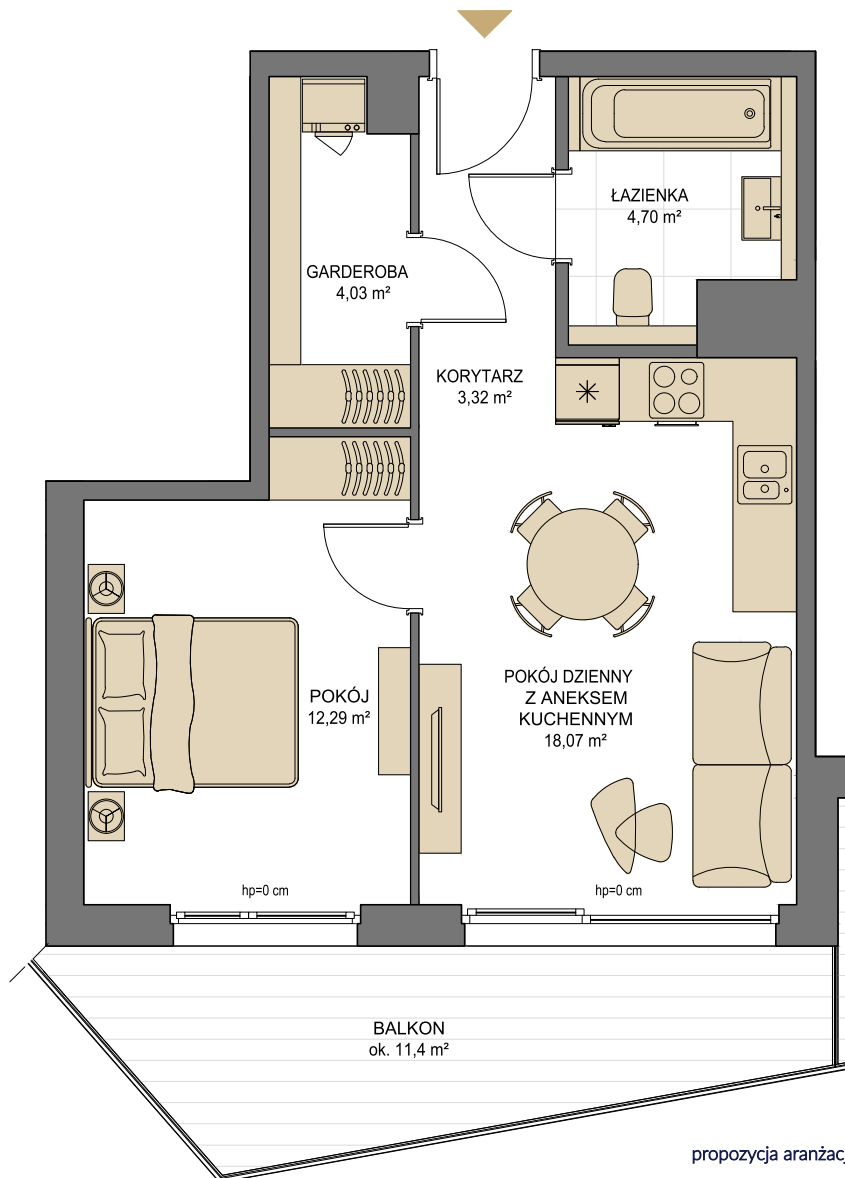 ŁAZIENKA
4,70 m²
GARDEROBA
4,03 m²
KORYTARZ
3,32 m²
POKÓJ
12,29 m²
POKÓJ DZIENNY
Z ANEKSEM
KUCHENNYM
18,07 m²
hp=0 cm
hp=0 cm
BALKON
ok. 11,4 m²
propozycja aranżacj